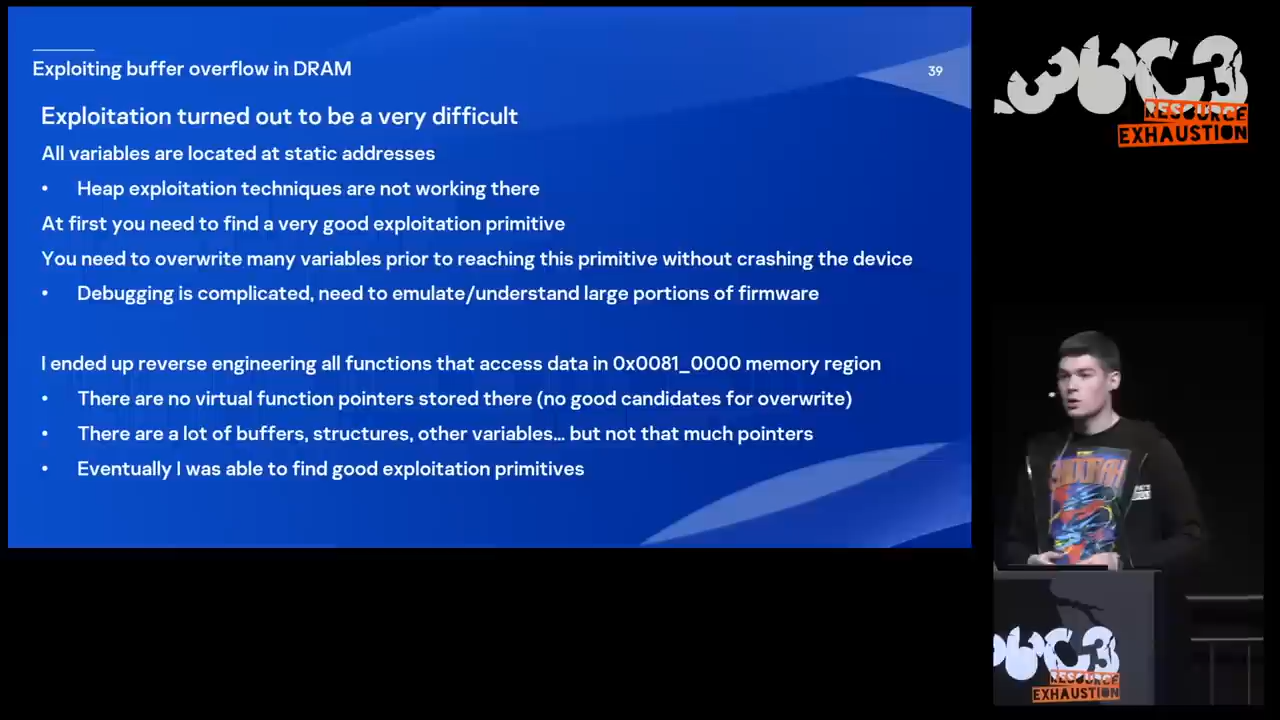 Exploiting buffer overflow in DRAM
39
Exploitation turned out to be a very difficult
All variables are located at static addresses
• Heap exploitation techniques are not working there
At first you need to find a very good exploitation primitive
You need to overwrite many variables prior to reaching this primitive without crashing the device
• Debugging is complicated, need to emulate/understand large portions of firmware
I ended up reverse engineering all functions that access data in 0x0081_0000 memory region
• There are no virtual function pointers stored there (no good candidates for overwrite)
• There are a lot of buffers, structures, other variables... but not that much pointers
• Eventually I was able to find good exploitation primitives
38C3
RESOURCE
EXHAUSTION
38C3
RESOURCE
EXHAUSTION